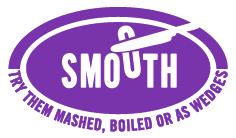 SMOOTH
TRY THEM MASHED, BOILED OR AS WEDGES